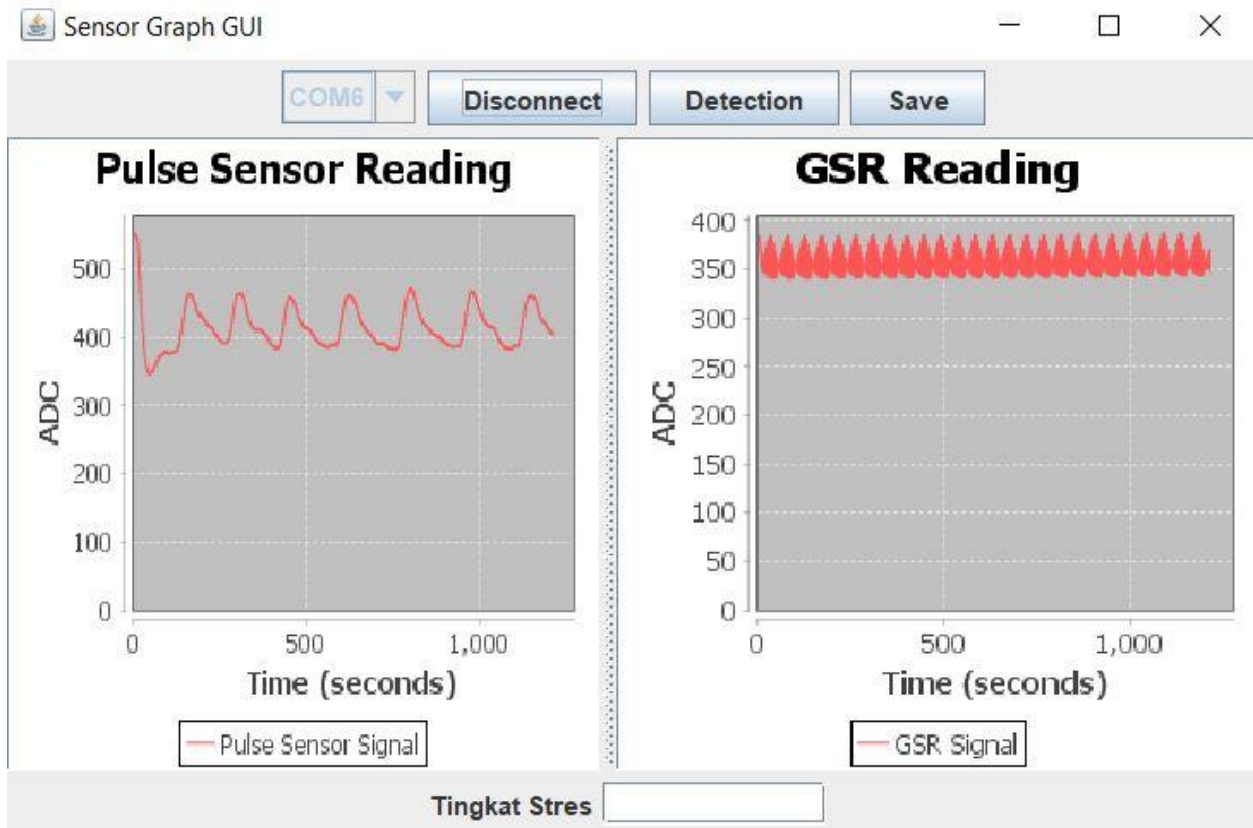 Sensor Graph GUI
COM6 Disconnect Detection Save
Pulse Sensor Reading
500
400
300
200
100
0
ADC
0 500 1,000
Time (seconds)
Pulse Sensor Signal
GSR Reading
400
350
300
250
200
150
100
50
0
ADC
0 500 1,000
Time (seconds)
GSR Signal
Tingkat Stres